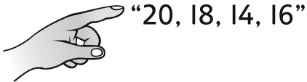 “20, 18, 14, 16”